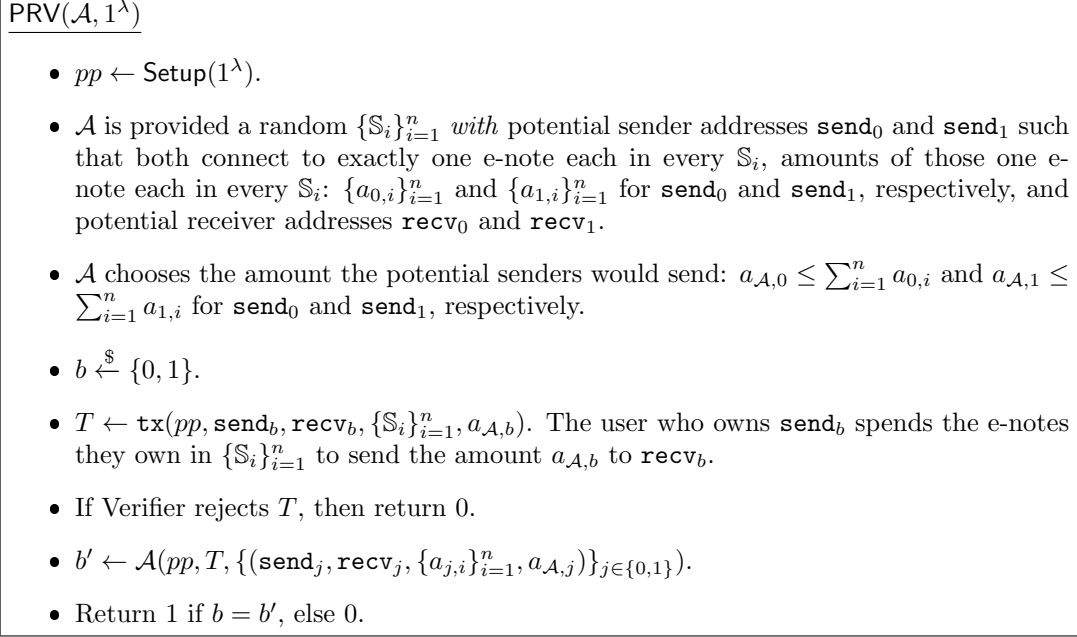 PRV(𝒜, 1^λ)
• pp ← Setup(1^λ).
• 𝒜 is provided a random {𝕊_i}_{i=1}^n with potential sender addresses send_0 and send_1 such
that both connect to exactly one e-note each in every 𝕊_i, amounts of those one e-
note each in every 𝕊_i: {a_{0,i}}_{i=1}^n and {a_{1,i}}_{i=1}^n for send_0 and send_1, respectively, and
potential receiver addresses recv_0 and recv_1.
• 𝒜 chooses the amount the potential senders would send: a_{𝒜,0} ≤ ∑_{i=1}^n a_{0,i} and a_{𝒜,1} ≤
∑_{i=1}^n a_{1,i} for send_0 and send_1, respectively.
• b ←^$ {0, 1}.
• T ← tx(pp, send_b, recv_b, {𝕊_i}_{i=1}^n, a_{𝒜,b}). The user who owns send_b spends the e-notes
they own in {𝕊_i}_{i=1}^n to send the amount a_{𝒜,b} to recv_b.
• If Verifier rejects T, then return 0.
• b′ ← 𝒜(pp, T, {(send_j, recv_j, {a_{j,i}}_{i=1}^n, a_{𝒜,j})}_{j∈{0,1}}).
• Return 1 if b = b′, else 0.